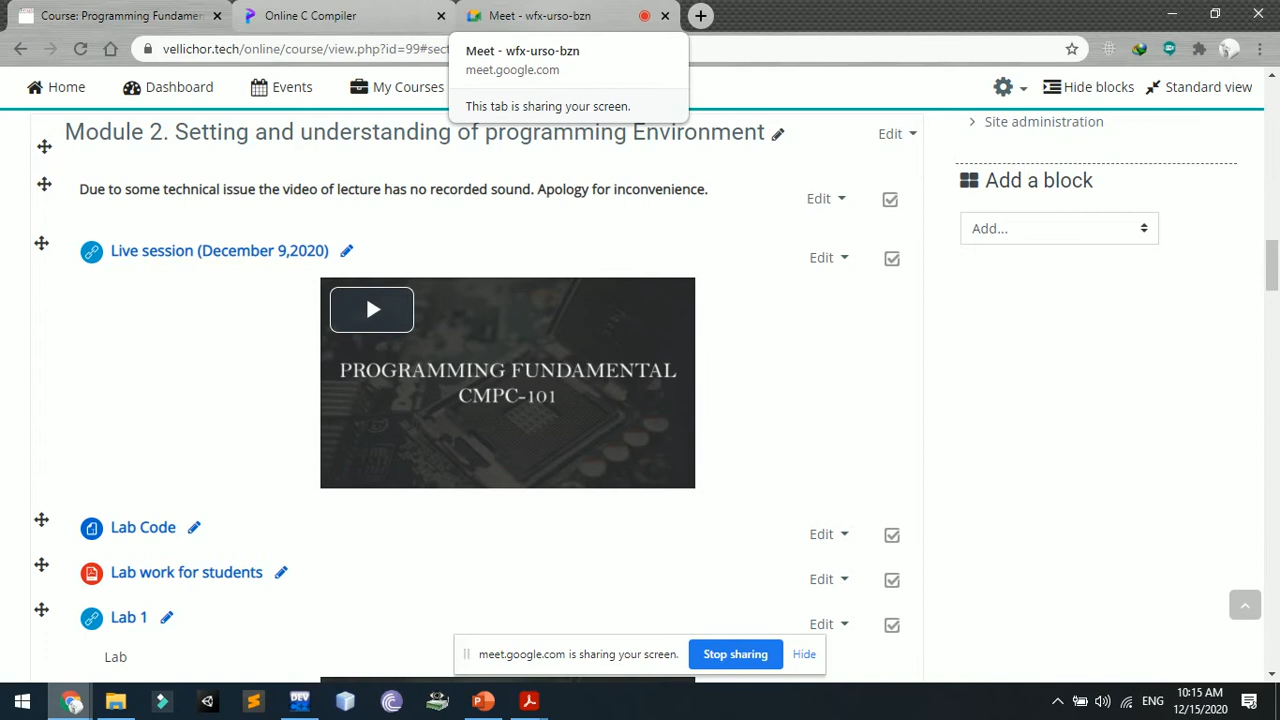 Course: Programming Fundamen
Online C Compiler
Meet - wfx-urso-bzn
vellichor.tech/online/course/view.php?id=99#sec
Meet - wfx-urso-bzn
meet.google.com
This tab is sharing your screen.
Home
Dashboard
Events
My Courses
Hide blocks
Standard view
Module 2. Setting and understanding of programming Environment
Edit
Site administration
Due to some technical issue the video of lecture has no recorded sound. Apology for inconvenience.
Edit
Add a block
Add...
Live session (December 9,2020)
Edit
PROGRAMMING FUNDAMENTAL
CMPC-101
Lab Code
Edit
Lab work for students
Edit
Lab 1
Edit
Lab
meet.google.com is sharing your screen.
Stop sharing
Hide
DEV
ENG
10:15 AM
12/15/2020